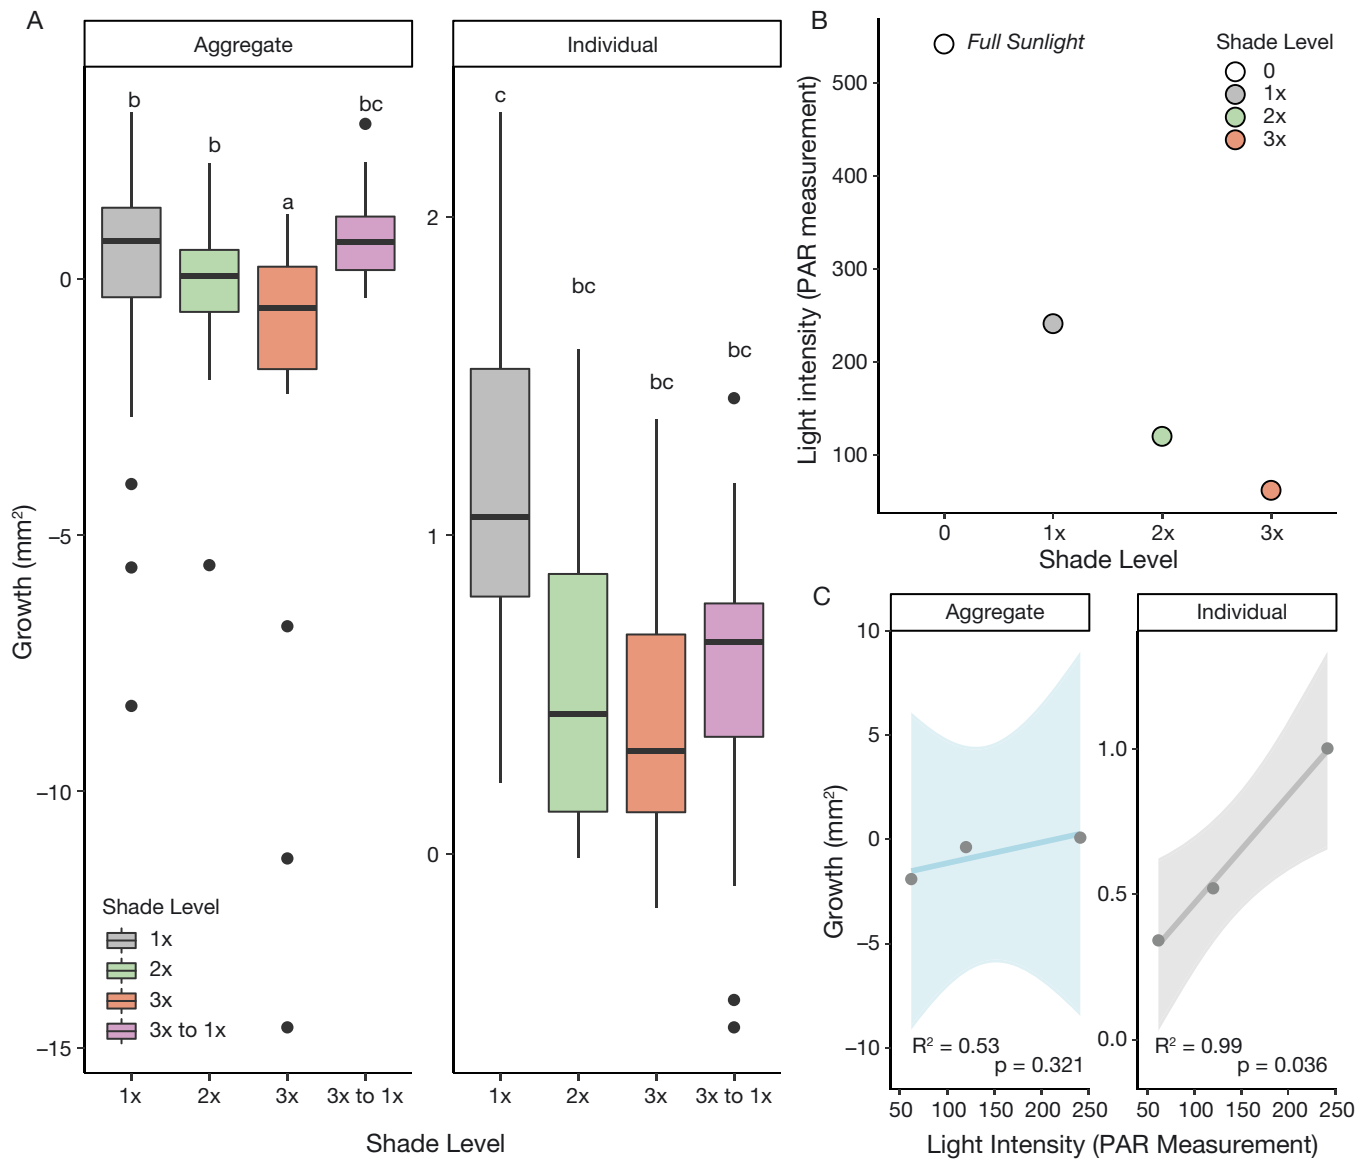 A
Aggregate
Individual
b
b
a
bc
c
bc
bc
bc
Growth (mm²)
0
−5
−10
−15
2
1
0
Shade Level
1x
2x
3x
3x to 1x
1x
2x
3x
3x to 1x
1x
2x
3x
3x to 1x
Shade Level
B
Full Sunlight
Shade Level
0
1x
2x
3x
Light intensity (PAR measurement)
500
400
300
200
100
0
1x
2x
3x
Shade Level
C
Aggregate
Individual
Growth (mm²)
10
5
0
−5
−10
1.0
0.5
0.0
R² = 0.53
p = 0.321
R² = 0.99
p = 0.036
50 100 150 200 250
50 100 150 200 250
Light Intensity (PAR Measurement)